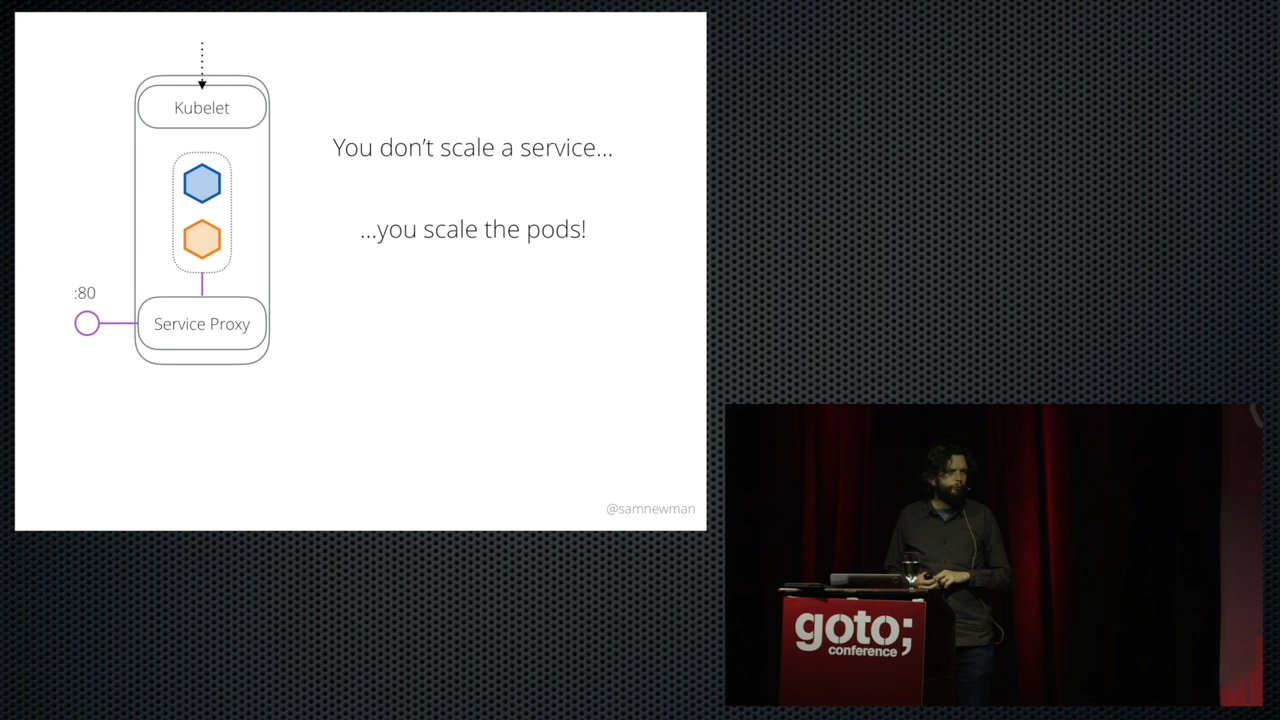 Kubelet
You don’t scale a service...
...you scale the pods!
:80
Service Proxy
@samnewman
goto;
conference